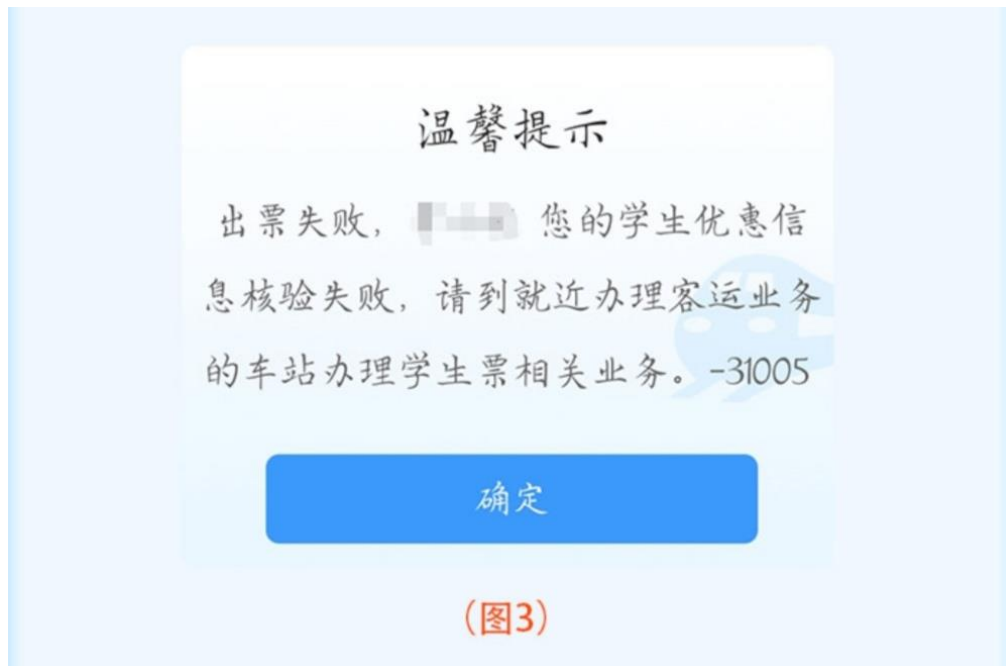 温馨提示
出票失败， 您的学生优惠信
息核验失败，请到就近办理客运业务
的车站办理学生票相关业务。-31005
确定
（图3）